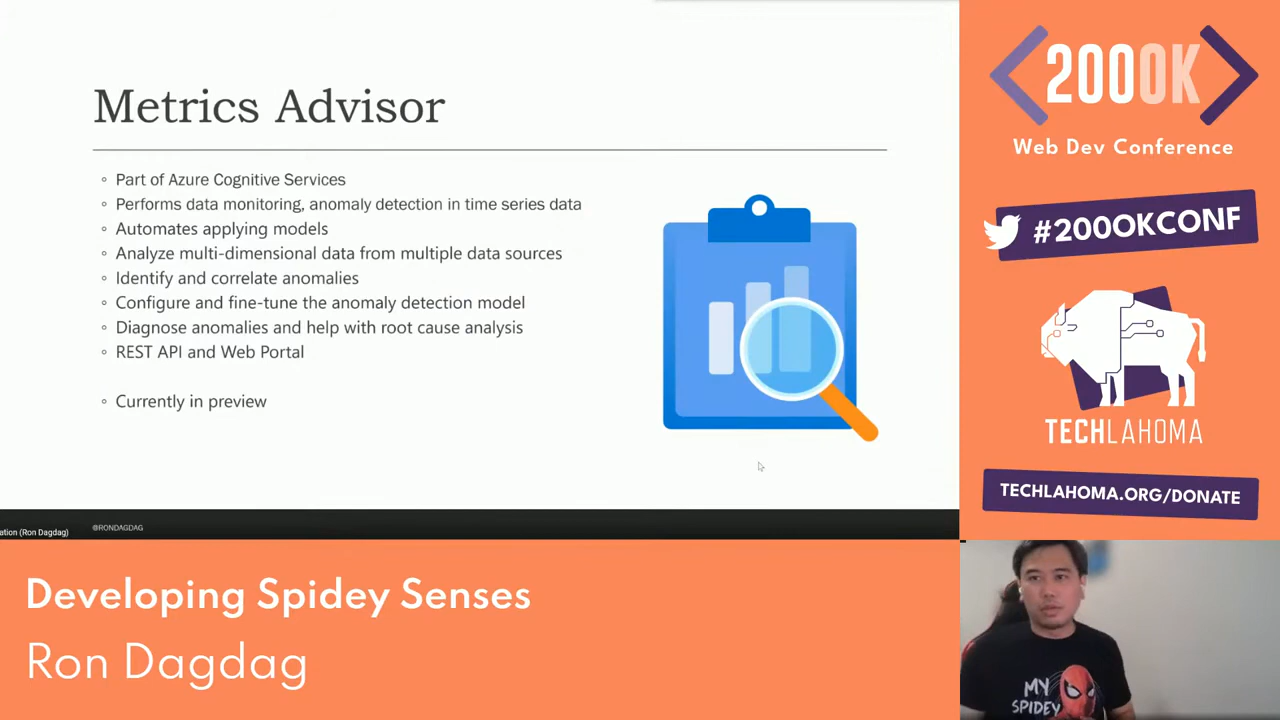 Metrics Advisor
◦ Part of Azure Cognitive Services
◦ Performs data monitoring, anomaly detection in time series data
◦ Automates applying models
◦ Analyze multi-dimensional data from multiple data sources
◦ Identify and correlate anomalies
◦ Configure and fine-tune the anomaly detection model
◦ Diagnose anomalies and help with root cause analysis
◦ REST API and Web Portal
◦ Currently in preview
ation (Ron Dagdag)
@RONDAGDAG
200OK
Web Dev Conference
#200OKCONF
TECHLAHOMA
TECHLAHOMA.ORG/DONATE
Developing Spidey Senses
Ron Dagdag
MY
SPIDEY